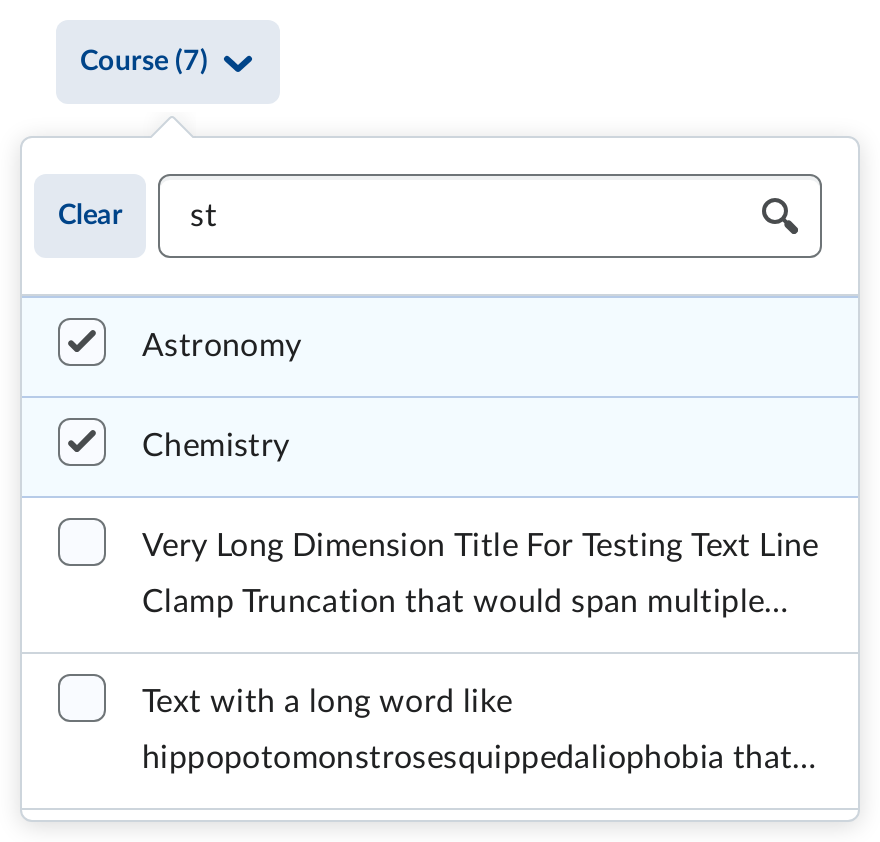 Course (7)
Clear
st
Astronomy
Chemistry
Very Long Dimension Title For Testing Text Line
Clamp Truncation that would span multiple...
Text with a long word like
hippopotomonstrosesquippedaliophobia that...